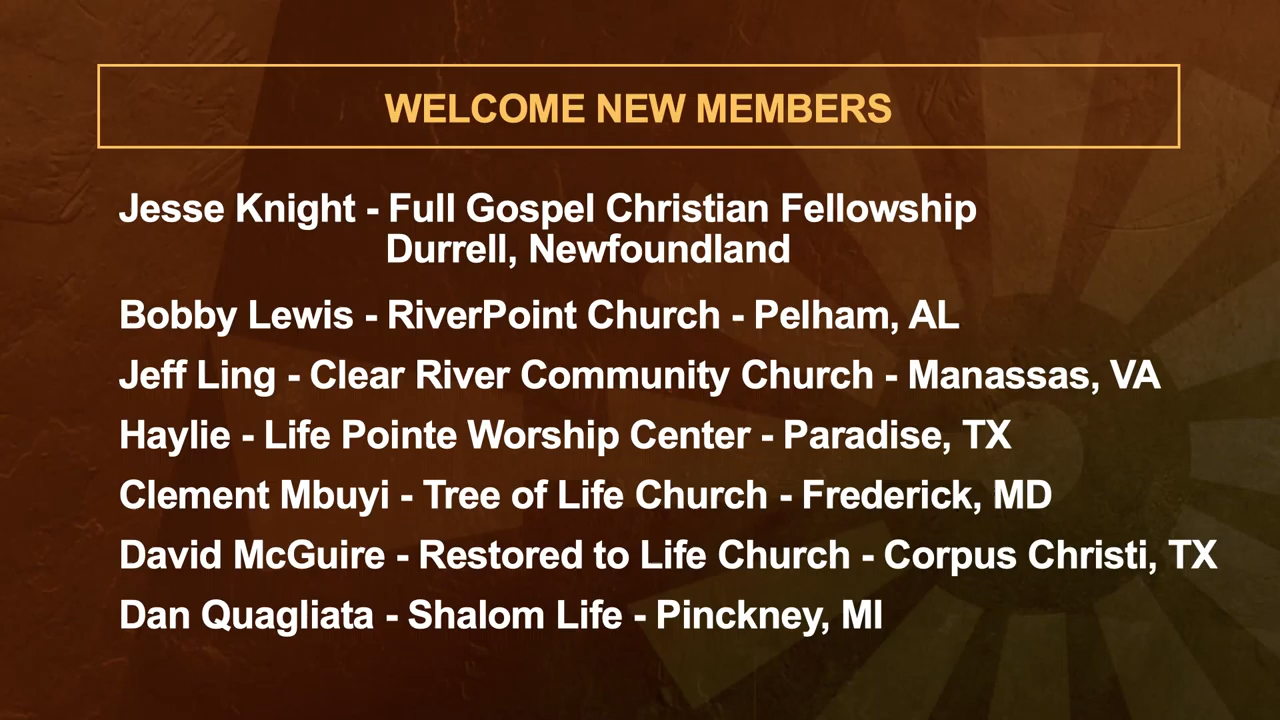 WELCOME NEW MEMBERS
Jesse Knight - Full Gospel Christian Fellowship
Durrell, Newfoundland
Bobby Lewis - RiverPoint Church - Pelham, AL
Jeff Ling - Clear River Community Church - Manassas, VA
Haylie - Life Pointe Worship Center - Paradise, TX
Clement Mbuyi - Tree of Life Church - Frederick, MD
David McGuire - Restored to Life Church - Corpus Christi, TX
Dan Quagliata - Shalom Life - Pinckney, MI